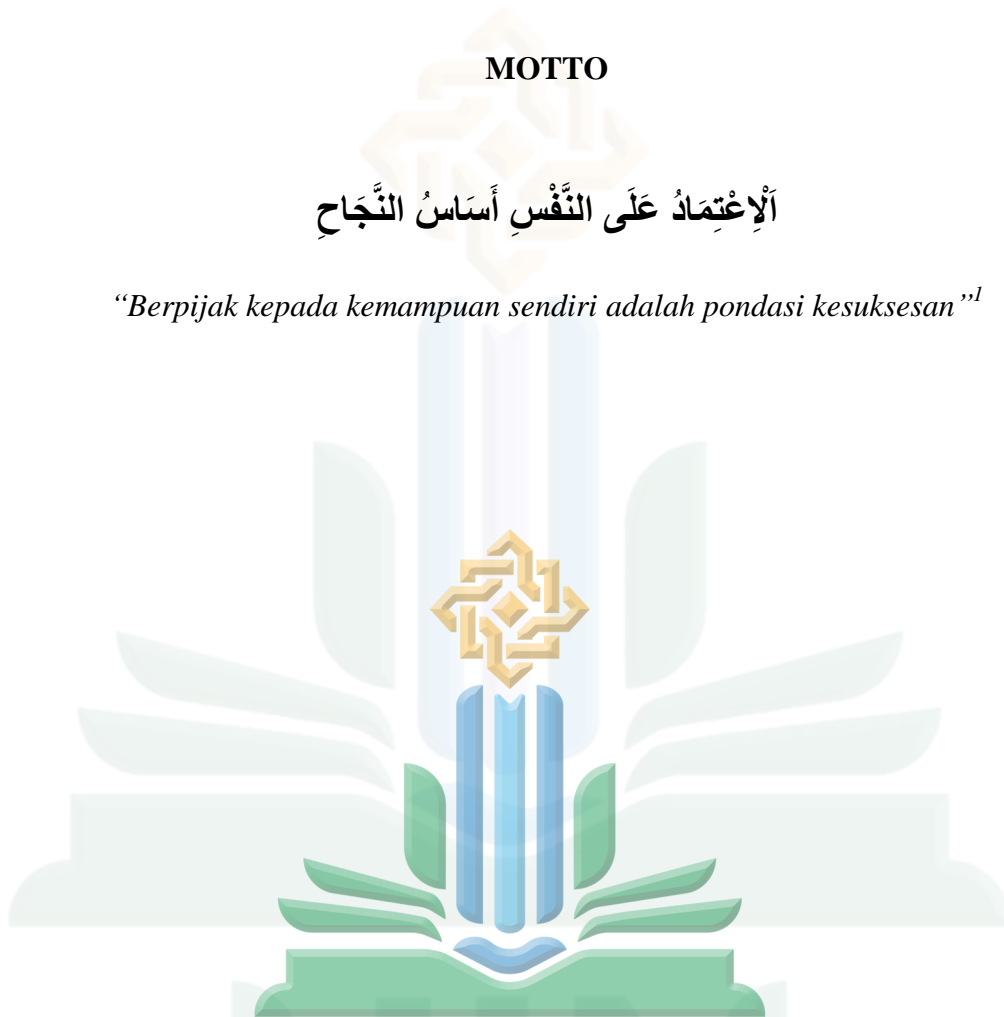 MOTTO
اَلْاِعْتِمَادُ عَلَى النَّفْسِ أَسَاسُ النَّجَاحِ
“Berpijak kepada kemampuan sendiri adalah pondasi kesuksesan”1